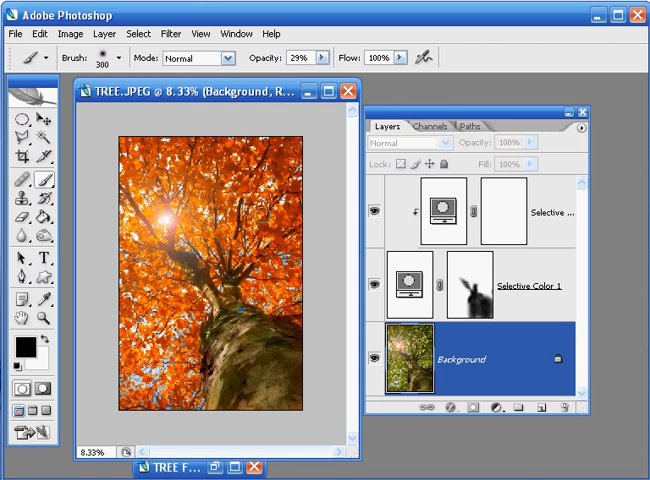 Adobe Photoshop
File Edit Image Layer Select Filter View Window Help
Brush: 300 Mode: Normal Opacity: 29% Flow: 100%
TREE.JPEG @ 8.33% (Background, R...
Layers Channels Paths
Normal Opacity: 100%
Lock: Fill: 100%
Selective ...
Selective Color 1
Background
T
8.33%
TREE F...